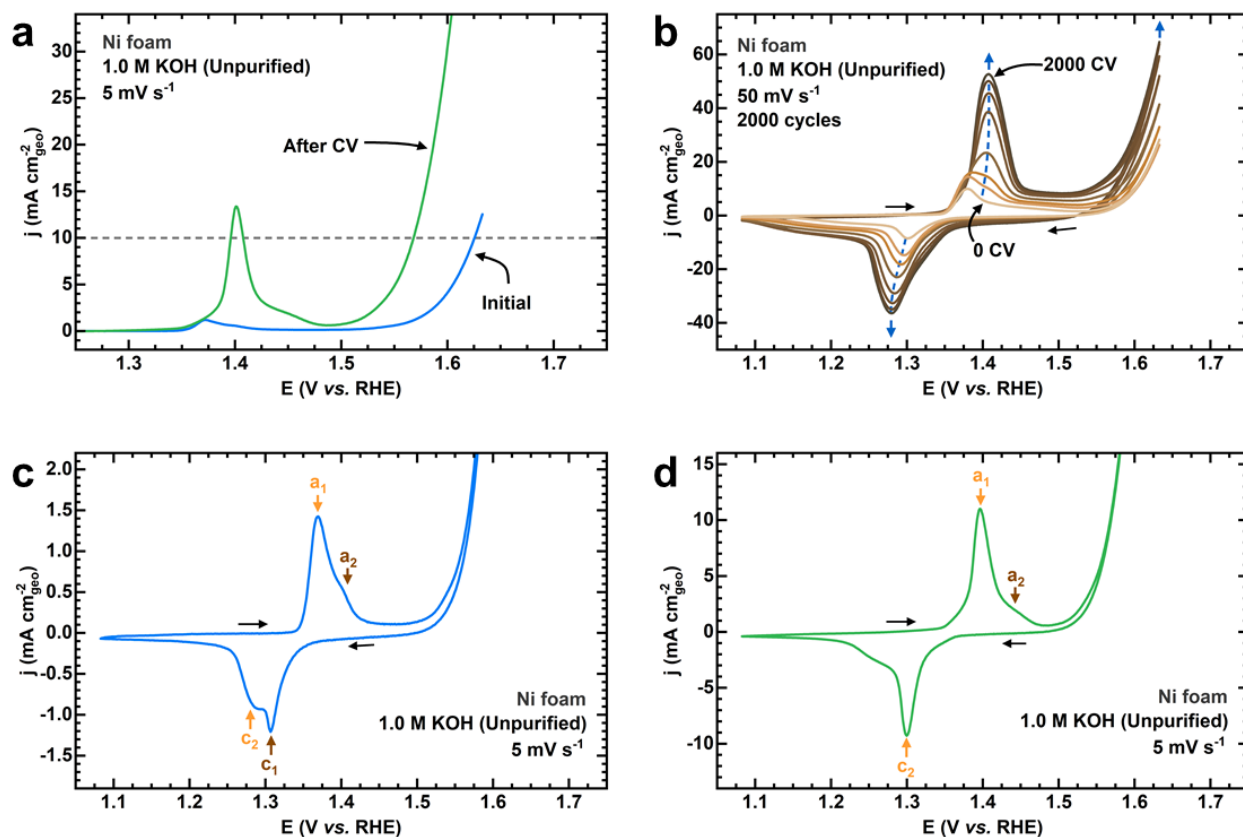 a
Ni foam
1.0 M KOH (Unpurified)
5 mV s⁻¹
After CV
Initial
j (mA cm⁻²geo)
30
25
20
15
10
5
0
1.3
1.4
1.5
1.6
1.7
E (V vs. RHE)
b
Ni foam
1.0 M KOH (Unpurified)
50 mV s⁻¹
2000 cycles
2000 CV
0 CV
j (mA cm⁻²geo)
60
40
20
0
-20
-40
1.1
1.2
1.3
1.4
1.5
1.6
1.7
E (V vs. RHE)
c
a₁
a₂
c₂
c₁
Ni foam
1.0 M KOH (Unpurified)
5 mV s⁻¹
j (mA cm⁻²geo)
2.0
1.5
1.0
0.5
0.0
-0.5
-1.0
-1.5
1.1
1.2
1.3
1.4
1.5
1.6
1.7
E (V vs. RHE)
d
a₁
a₂
c₂
Ni foam
1.0 M KOH (Unpurified)
5 mV s⁻¹
j (mA cm⁻²geo)
15
10
5
0
-5
-10
1.1
1.2
1.3
1.4
1.5
1.6
1.7
E (V vs. RHE)